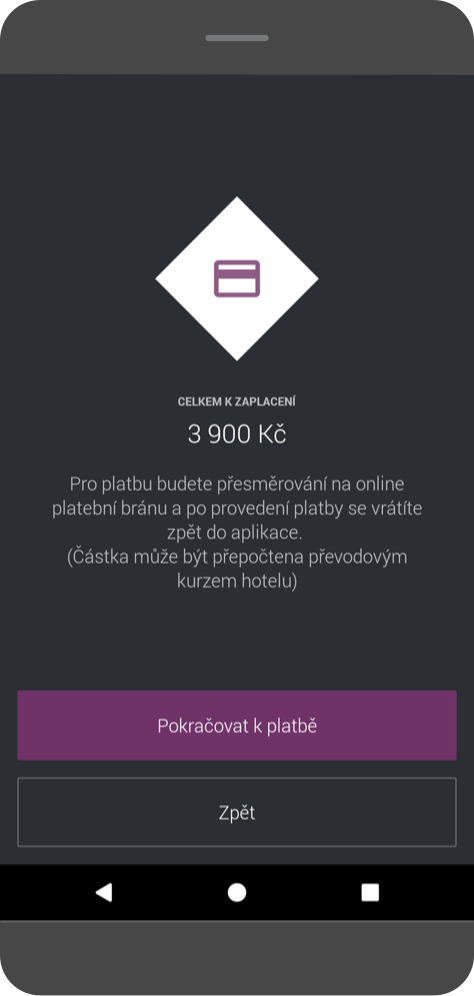 CELKEM K ZAPLACENÍ
3 900 Kč
Pro platbu budete přesměrování na online
platební bránu a po provedení platby se vrátíte
zpět do aplikace.
(Částka může být přepočtena převodovým
kurzem hotelu)
Pokračovat k platbě
Zpět